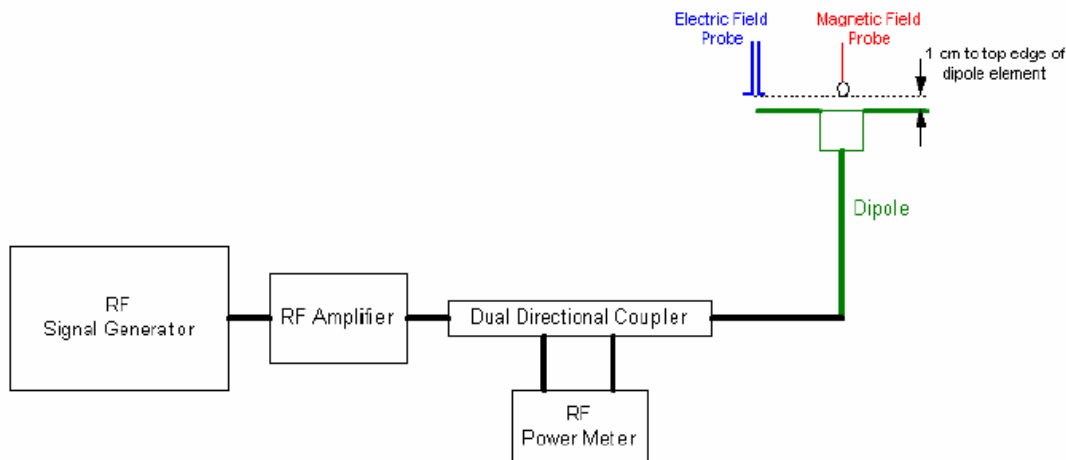 Electric Field
Probe
Magnetic Field
Probe
1 cm to top edge of
dipole element
Dipole
RF
Signal Generator
RF Amplifier
Dual Directional Coupler
RF
Power Meter